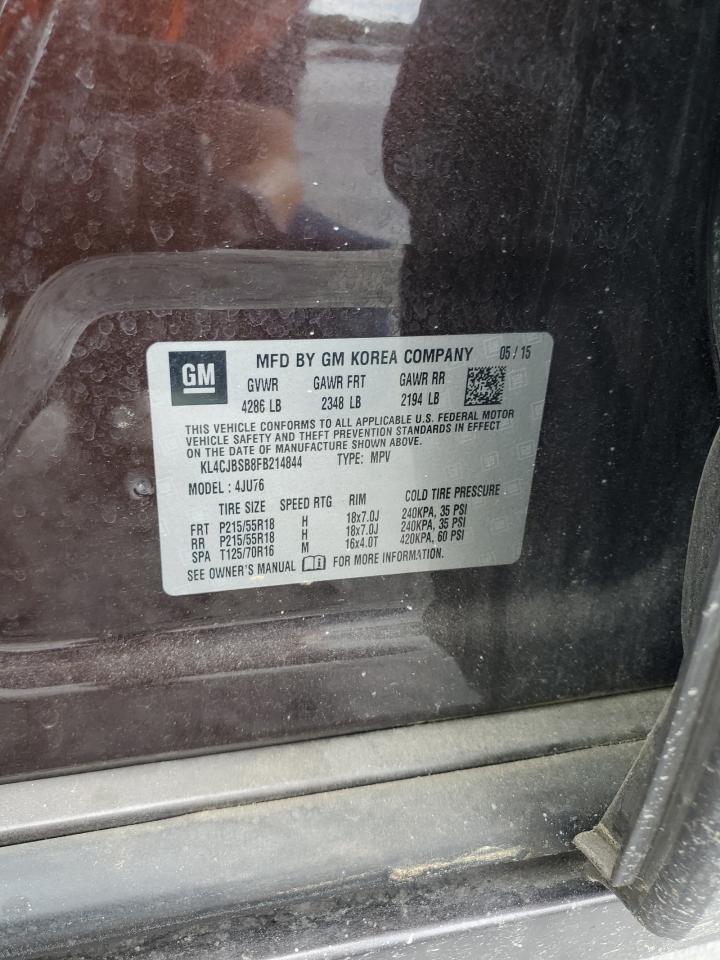 GM MFD BY GM KOREA COMPANY 05 / 15
GVWR GAWR FRT GAWR RR
4286 LB 2348 LB 2194 LB
THIS VEHICLE CONFORMS TO ALL APPLICABLE U.S. FEDERAL MOTOR
VEHICLE SAFETY AND THEFT PREVENTION STANDARDS IN EFFECT
ON THE DATE OF MANUFACTURE SHOWN ABOVE.
KL4CJBSB8FB214844 TYPE: MPV
MODEL : 4JU76
TIRE SIZE SPEED RTG RIM COLD TIRE PRESSURE
FRT P215/55R18 H 18x7.0J 240KPA, 35 PSI
RR P215/55R18 H 18x7.0J 240KPA, 35 PSI
SPA T125/70R16 M 16x4.0T 420KPA, 60 PSI
SEE OWNER'S MANUAL FOR MORE INFORMATION.